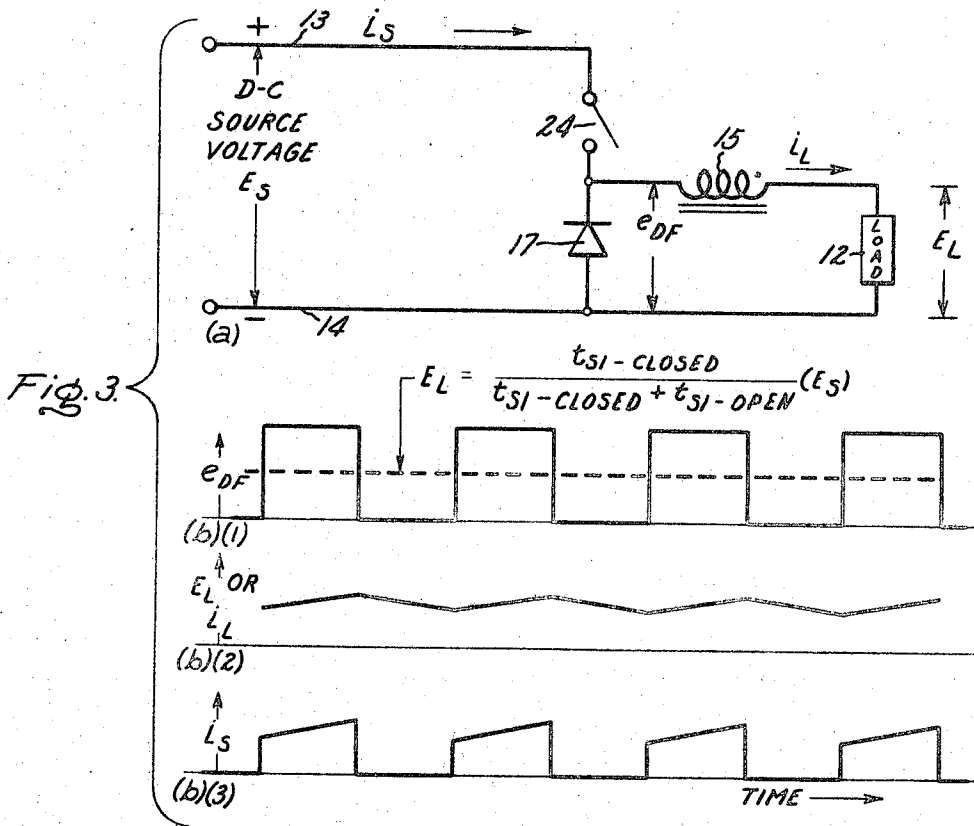 13
i_S
+
D-C
SOURCE
VOLTAGE
E_S
24
15
i_L
17
e_DF
12
LOAD
E_L
−
14
(a)
Fig. 3.
E_L = t_S1-CLOSED / (t_S1-CLOSED + t_S1-OPEN) (E_S)
e_DF
(b)(1)
E_L OR
i_L
(b)(2)
i_S
(b)(3)
TIME